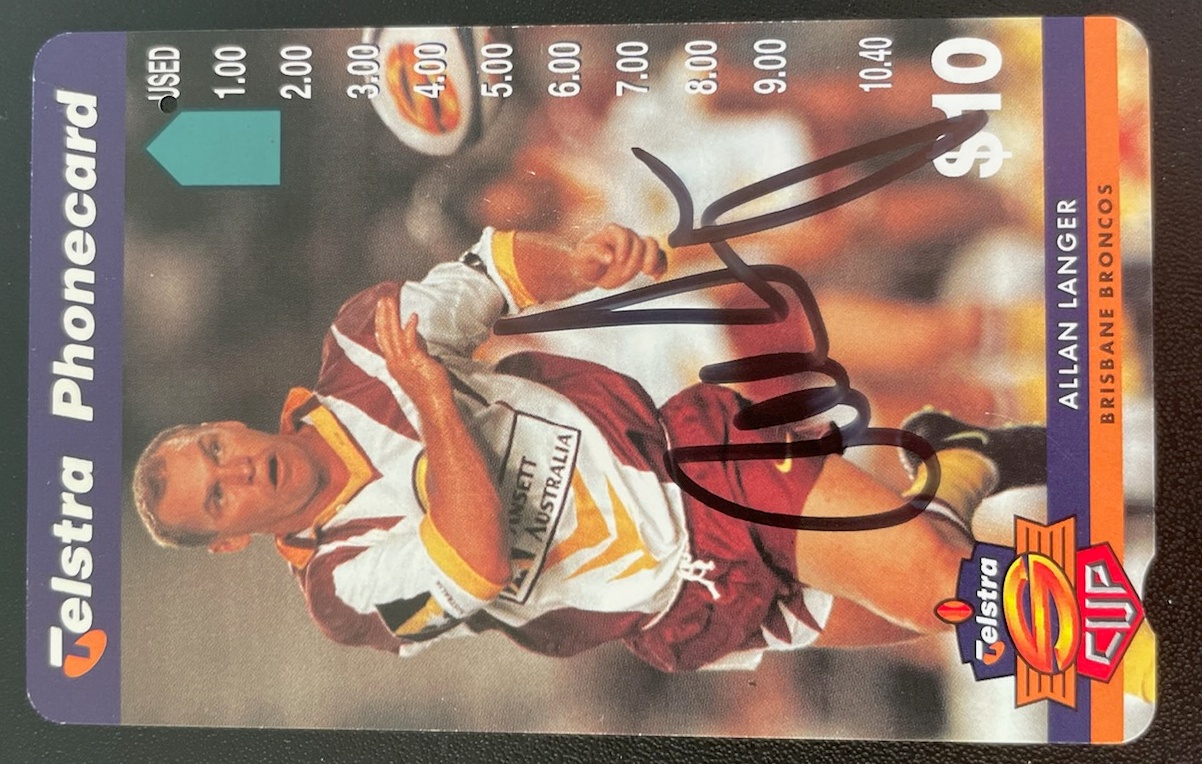 Telstra Phonecard
USED
1.00
2.00
3.00
4.00
5.00
6.00
7.00
8.00
9.00
10.40
$10
ANSETT
AUSTRALIA
Telstra
CUP
ALLAN LANGER
BRISBANE BRONCOS